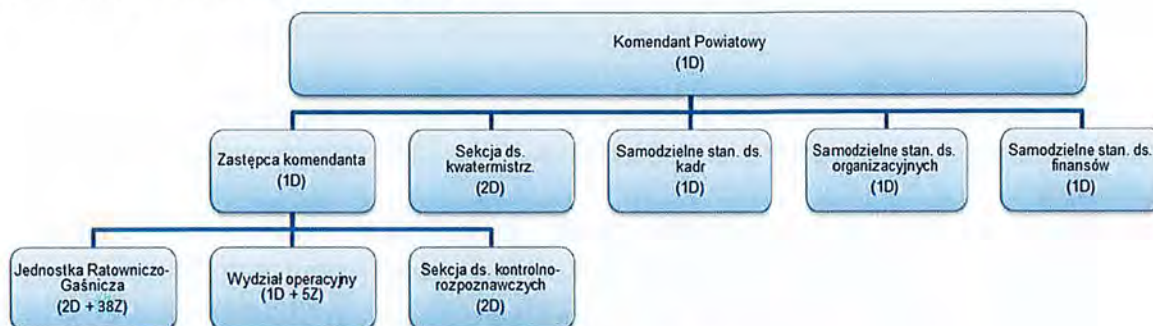 Komendant Powiatowy
(1D)
Zastępca komendanta
(1D)
Sekcja ds.
kwatermistrz.
(2D)
Samodzielne stan. ds.
kadr
(1D)
Samodzielne stan. ds.
organizacyjnych
(1D)
Samodzielne stan. ds.
finansów
(1D)
Jednostka Ratowniczo-
Gaśnicza
(2D + 38Z)
Wydział operacyjny
(1D + 5Z)
Sekcja ds. kontrolno-
rozpoznawczych
(2D)